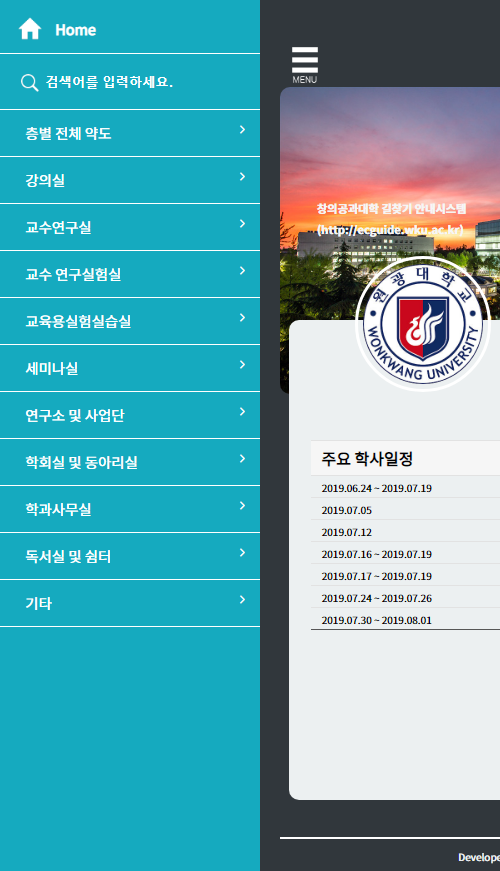 Home
검색어를 입력하세요.
층별 전체 약도
강의실
교수연구실
교수 연구실험실
교육용실험실습실
세미나실
연구소 및 사업단
학회실 및 동아리실
학과사무실
독서실 및 쉼터
기타
MENU
창의공과대학 길찾기 안내시스템
(http://ecguide.wku.ac.kr)
원광대학교
WONKWANG UNIVERSITY
주요 학사일정
2019.06.24 ~ 2019.07.19
2019.07.05
2019.07.12
2019.07.16 ~ 2019.07.19
2019.07.17 ~ 2019.07.19
2019.07.24 ~ 2019.07.26
2019.07.30 ~ 2019.08.01
Develope